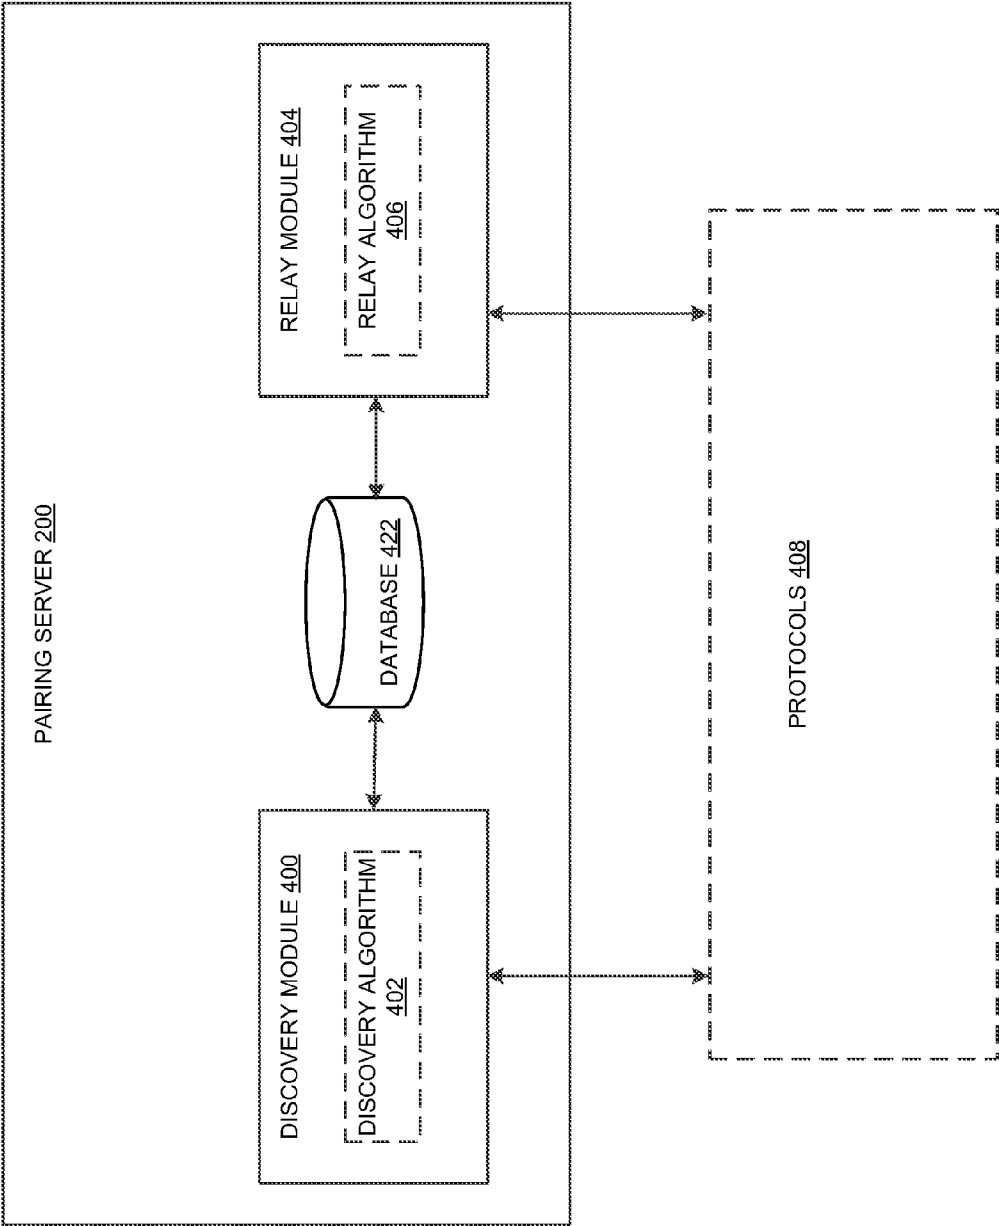 PAIRING SERVER 200
DISCOVERY MODULE 400
DISCOVERY ALGORITHM
402
DATABASE 422
RELAY MODULE 404
RELAY ALGORITHM
406
PROTOCOLS 408